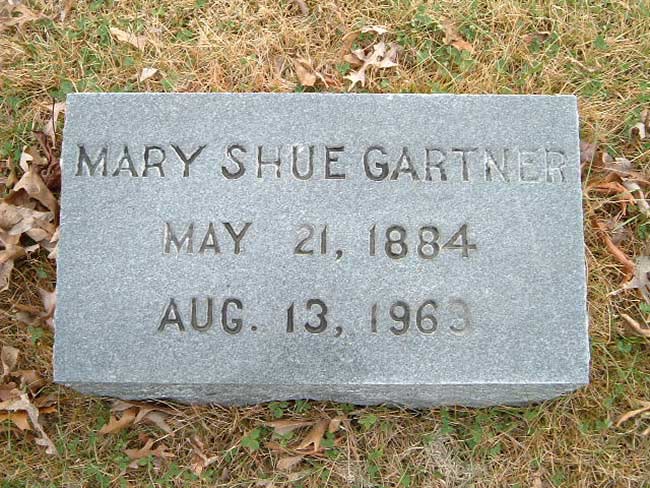 MARY SHUE GARTNER
MAY 21, 1884
AUG. 13, 1963